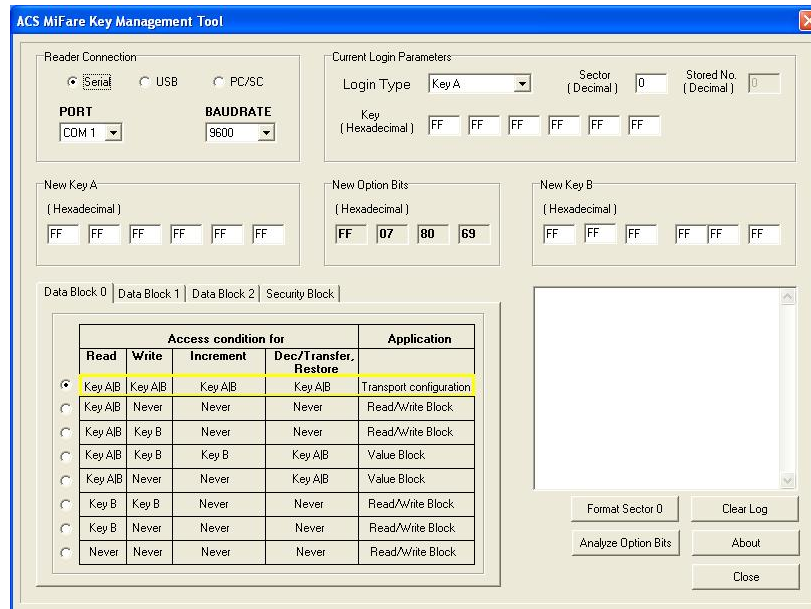 ACS MiFare Key Management Tool
Reader Connection
Serial USB PC/SC
PORT BAUDRATE
COM 1 9600
Current Login Parameters
Login Type Key A Sector (Decimal) 0 Stored No. (Decimal) 0
Key (Hexadecimal) FF FF FF FF FF FF
New Key A
(Hexadecimal)
FF FF FF FF FF FF
New Option Bits
(Hexadecimal)
FF 07 80 69
New Key B
(Hexadecimal)
FF FF FF FF FF FF
Data Block 0 Data Block 1 Data Block 2 Security Block
Access condition for Application
Read Write Increment Dec/Transfer, Restore
Key A|B Key A|B Key A|B Key A|B Transport configuration
Key A|B Never Never Never Read/Write Block
Key A|B Key B Never Never Read/Write Block
Key A|B Key B Key B Key A|B Value Block
Key A|B Never Never Key A|B Value Block
Key B Key B Never Never Read/Write Block
Key B Never Never Never Read/Write Block
Never Never Never Never Read/Write Block
Format Sector 0 Clear Log
Analyze Option Bits About
Close